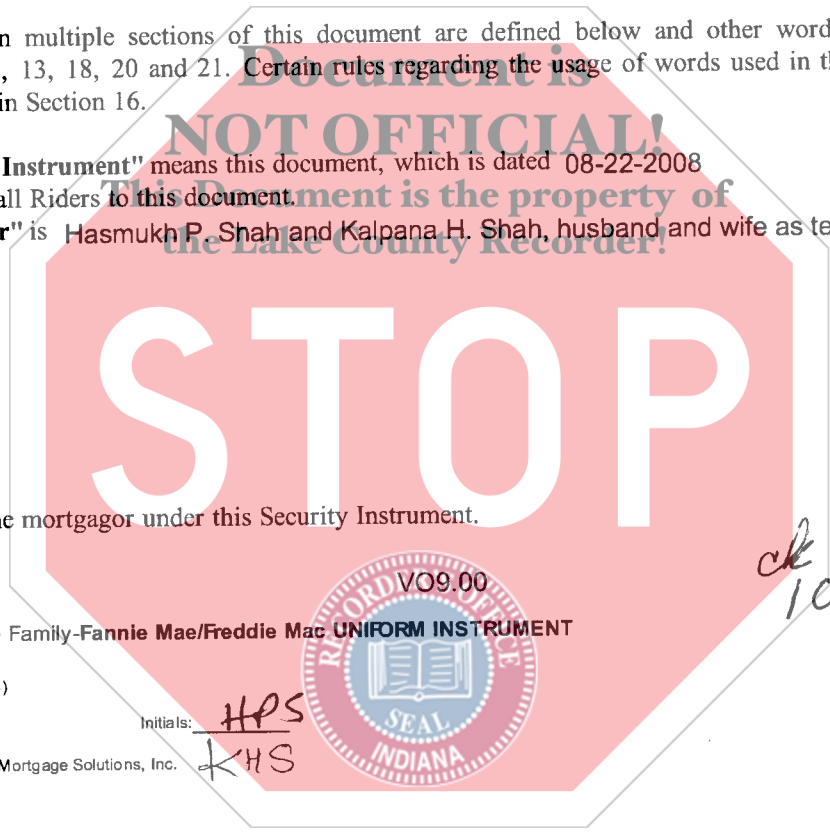 n multiple sections of this document are defined below and other word
, 13, 18, 20 and 21. Certain rules regarding the usage of words used in t
in Section 16.
Document is
NOT OFFICIAL!
Instrument" means this document, which is dated 08-22-2008
all Riders to this document.
This Document is the property of
r" is Hasmukh P. Shah and Kalpana H. Shah, husband and wife as te
the Lake County Recorder!
STOP
e mortgagor under this Security Instrument.
VO9.00
Family-Fannie Mae/Freddie Mac UNIFORM INSTRUMENT
)
RECORDER'S OFFICE
SEAL
INDIANA
Initials: HPS
KHS
Mortgage Solutions, Inc.
ck
10